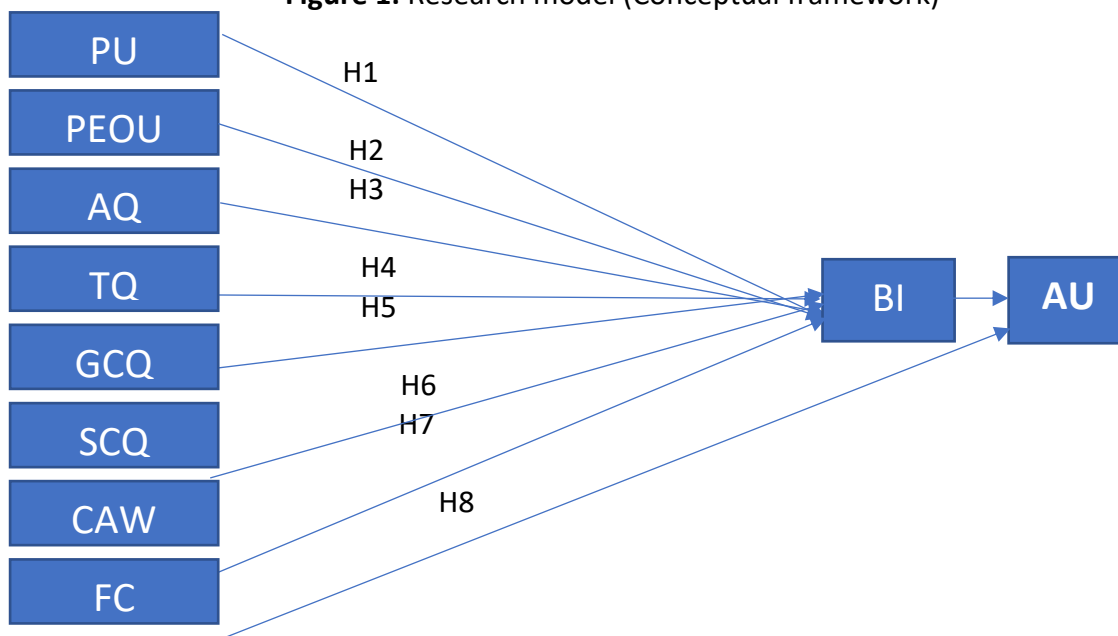 Figure 1: Research model (Conceptual framework)
PU
H1
PEOU
H2
H3
AQ
TQ
H4
H5
BI
AU
GCQ
H6
SCQ
H7
CAW
H8
FC